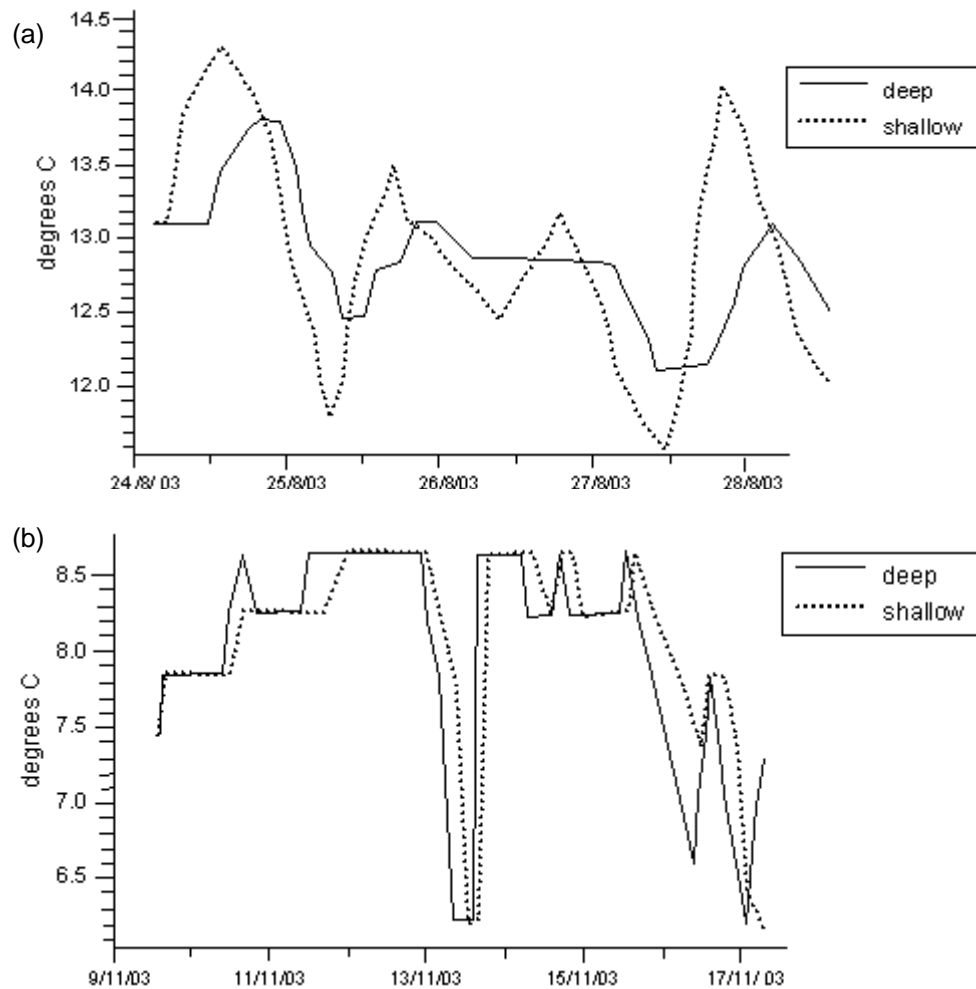 (a)
degrees C
14.5
14.0
13.5
13.0
12.5
12.0
24/8/ 03
25/8/03
26/8/03
27/8/03
28/8/03
deep
shallow
(b)
degrees C
8.5
8.0
7.5
7.0
6.5
9/11/03
11/11/03
13/11/03
15/11/03
17/11/ 03
deep
shallow